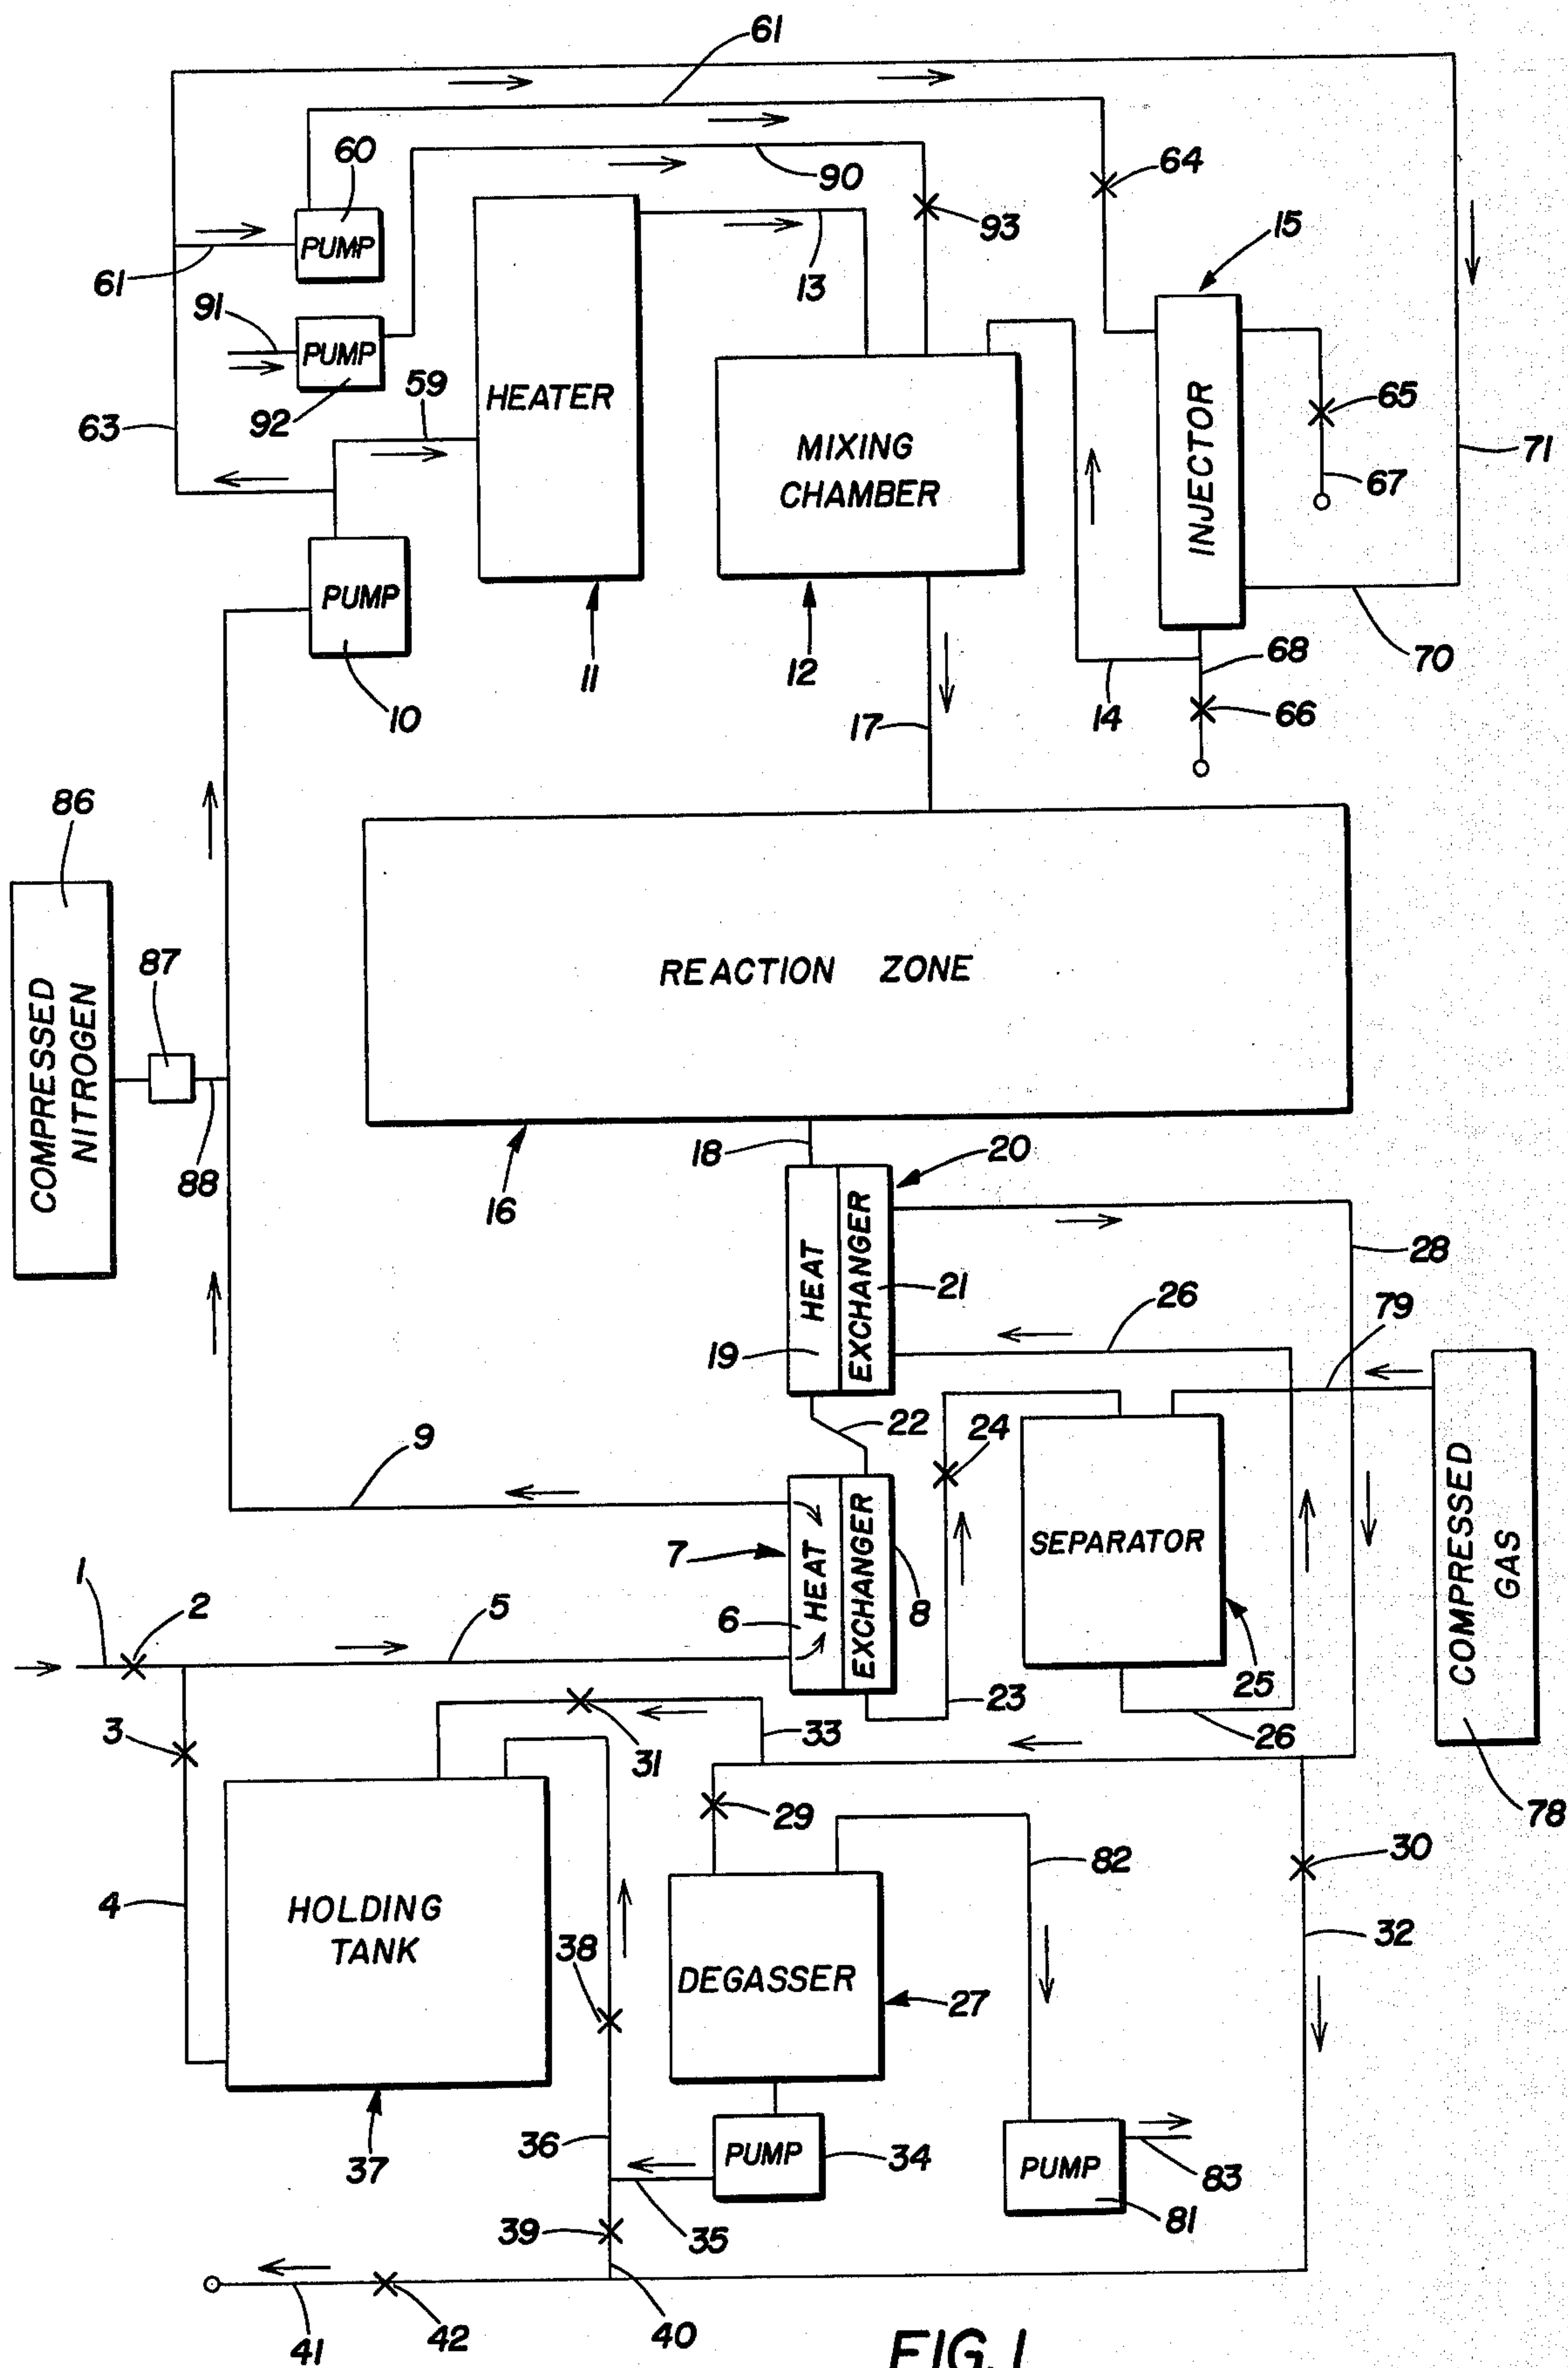 61
60
PUMP
90
64
93
15
61
91
PUMP
13
59
HEATER
63
92
65
MIXING
CHAMBER
INJECTOR
67
71
PUMP
10
11
12
68
70
17
14
66
86
COMPRESSED
NITROGEN
87
88
REACTION ZONE
16
18
20
HEAT
EXCHANGER
21
28
19
26
79
22
24
9
COMPRESSED
GAS
7
HEAT
EXCHANGER
8
SEPARATOR
1
2
5
6
23
25
26
3
31
33
78
29
30
4
82
HOLDING
TANK
38
32
DEGASSER
27
36
PUMP
34
37
PUMP
83
39
35
81
41
42
40
FIG. 1